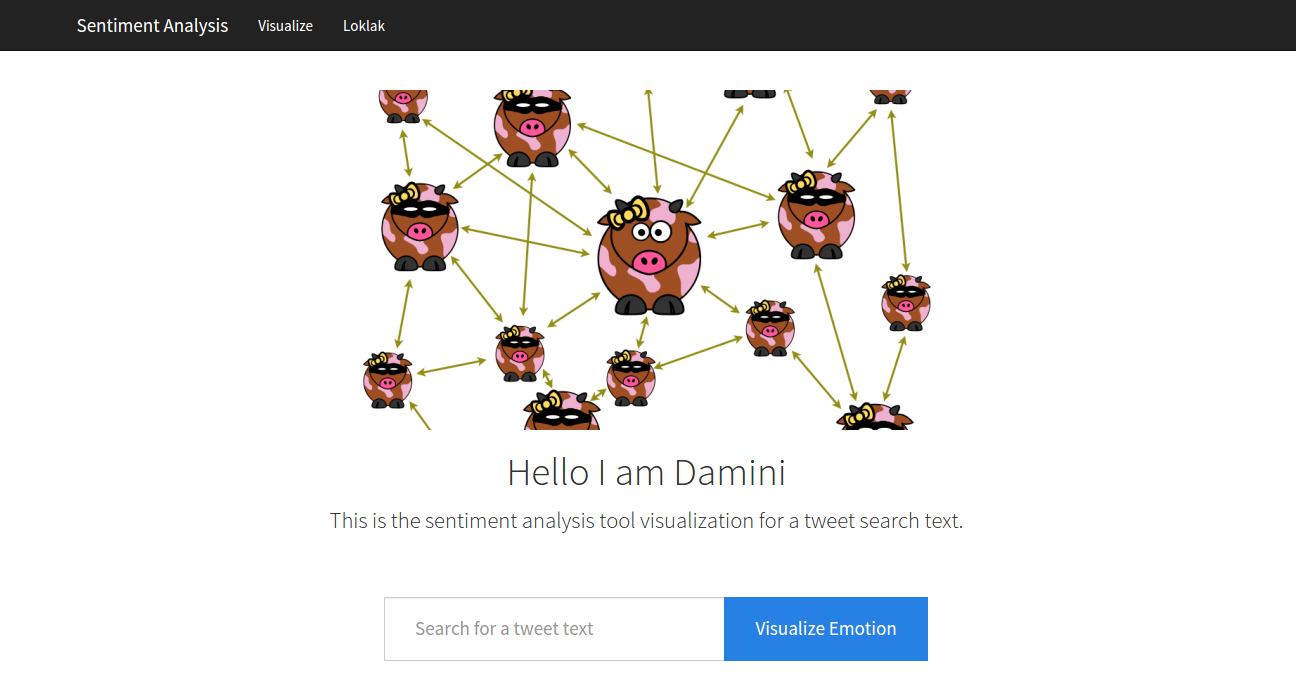 Sentiment Analysis Visualize Loklak
Hello I am Damini
This is the sentiment analysis tool visualization for a tweet search text.
Search for a tweet text Visualize Emotion